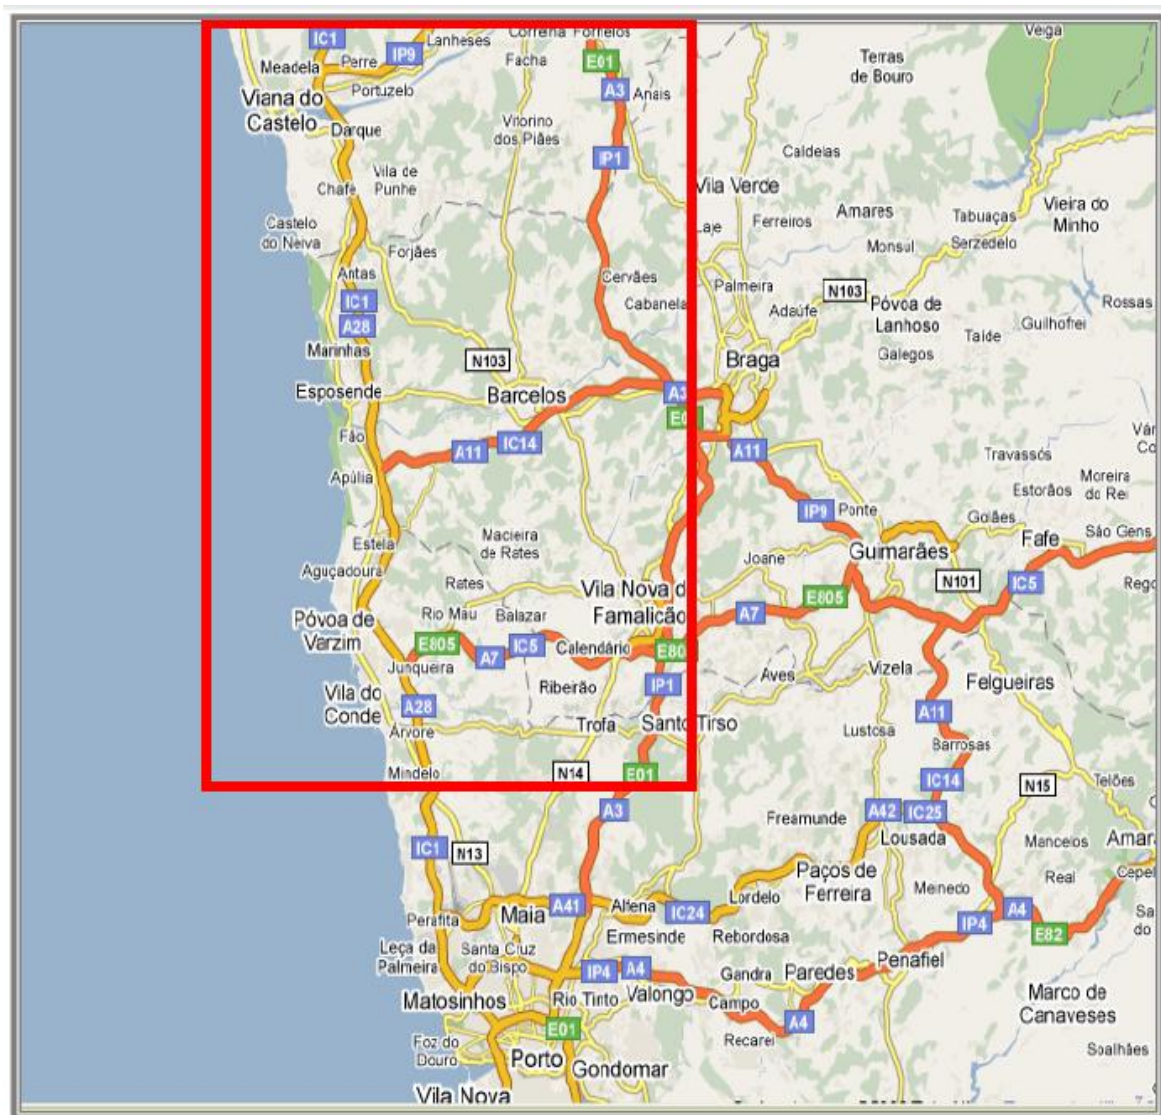 Veiga
IC1
Lanheses
Correlhã
Fornelos
Perre
IP9
Meadela
Facha
E01
Terras
de Bouro
Portuzelo
A3
Anais
Viana do
Castelo
Darque
Vitorino
dos Piães
IP1
Caldelas
Vila de
Punhe
Chafé
Vila Verde
Vieira do
Minho
Castelo
do Neiva
Laje
Ferreiros
Amares
Tabuaças
Forjães
Monsul
Serzedelo
Antas
Cervães
Cabanela
Palmeira
N103
Rossas
IC1
Adaúfe
Póvoa de
Lanhoso
A28
Taíde
Guilhofrei
Marinhas
N103
Braga
Galegos
Esposende
Barcelos
A3
Fão
IC14
A11
A11
Travassós
Apúlia
Estorãos
Moreira
do Rei
IP9
Ponte
Golães
Estela
Macieira
de Rates
Guimarães
Fafe
São Gens
Aguçadoura
Joane
Rates
Vila Nova d
Famalicão
N101
IC5
E805
Póvoa de
Varzim
Rio Mau
Balazar
A7
E805
IC5
Calendário
A7
Junqueira
IP1
Aves
Vizela
Vila do
Conde
Riberão
Felgueiras
A28
Árvore
Trofa
Santo Tirso
Lustosa
A11
Barrosas
Mindelo
N14
E01
IC14
N15
Telões
A3
Freamunde
A42
IC25
Lousada
Mancelos
IC1
N13
Paços de
Ferreira
Meinedo
Real
Lordelo
Perafita
Maia
A41
Alfena
IC24
A4
IP4
E82
Leça da
Palmeira
Santa Cruz
do Bispo
Ermesinde
Rebordosa
IP4
A4
Gandra
Paredes
Penafiel
Matosinhos
Rio Tinto
Valongo
Campo
Marco de
Canaveses
E01
A4
Foz do
Douro
Recarei
Porto
Gondomar
Soalhães
Vila Nova